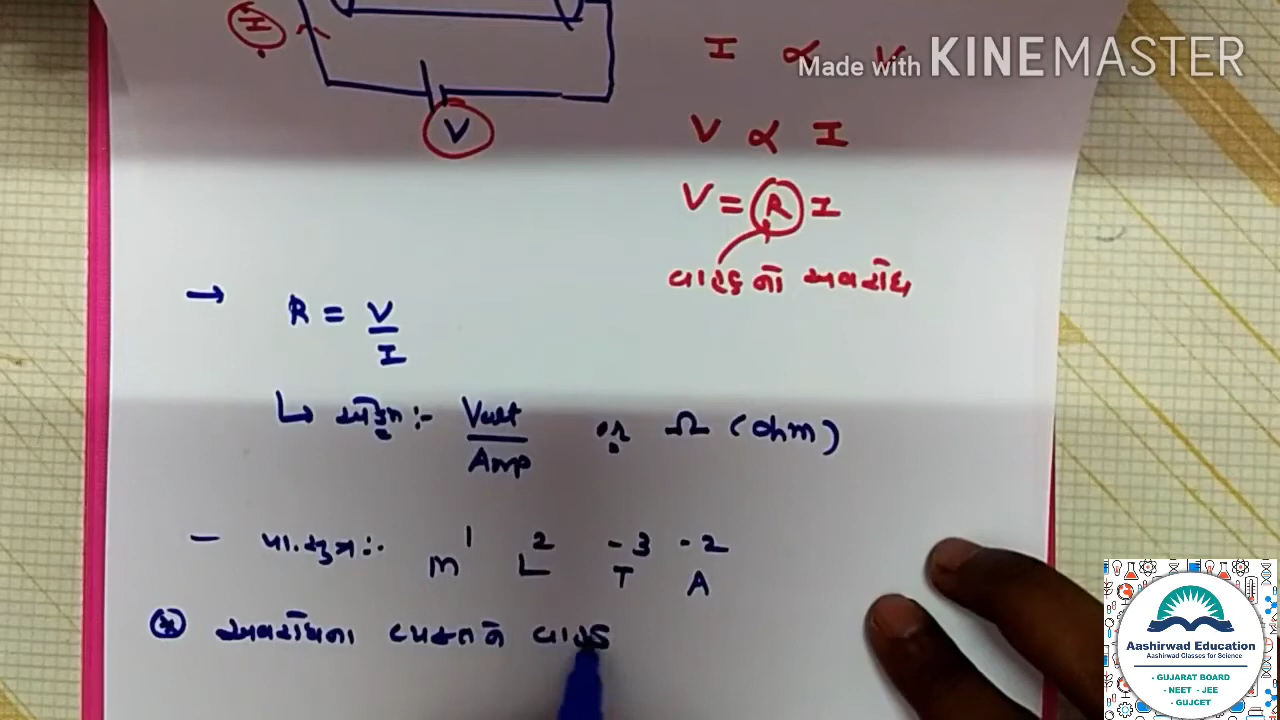 I
I ∝ V
Made with KINEMASTER
V
V ∝ I
V = R I
વાહકનો અવરોધ
→ R = V
I
↳ એકમ :- Volt
Amp
or Ω (ohm)
- પા.સૂત્ર :- M¹ L² T⁻³ A⁻²
* અવરોધના વ્યસ્તને વાહક
Aashirwad Education
Aashirwad Classes for Science
- GUJARAT BOARD
- NEET - JEE
- GUJCET